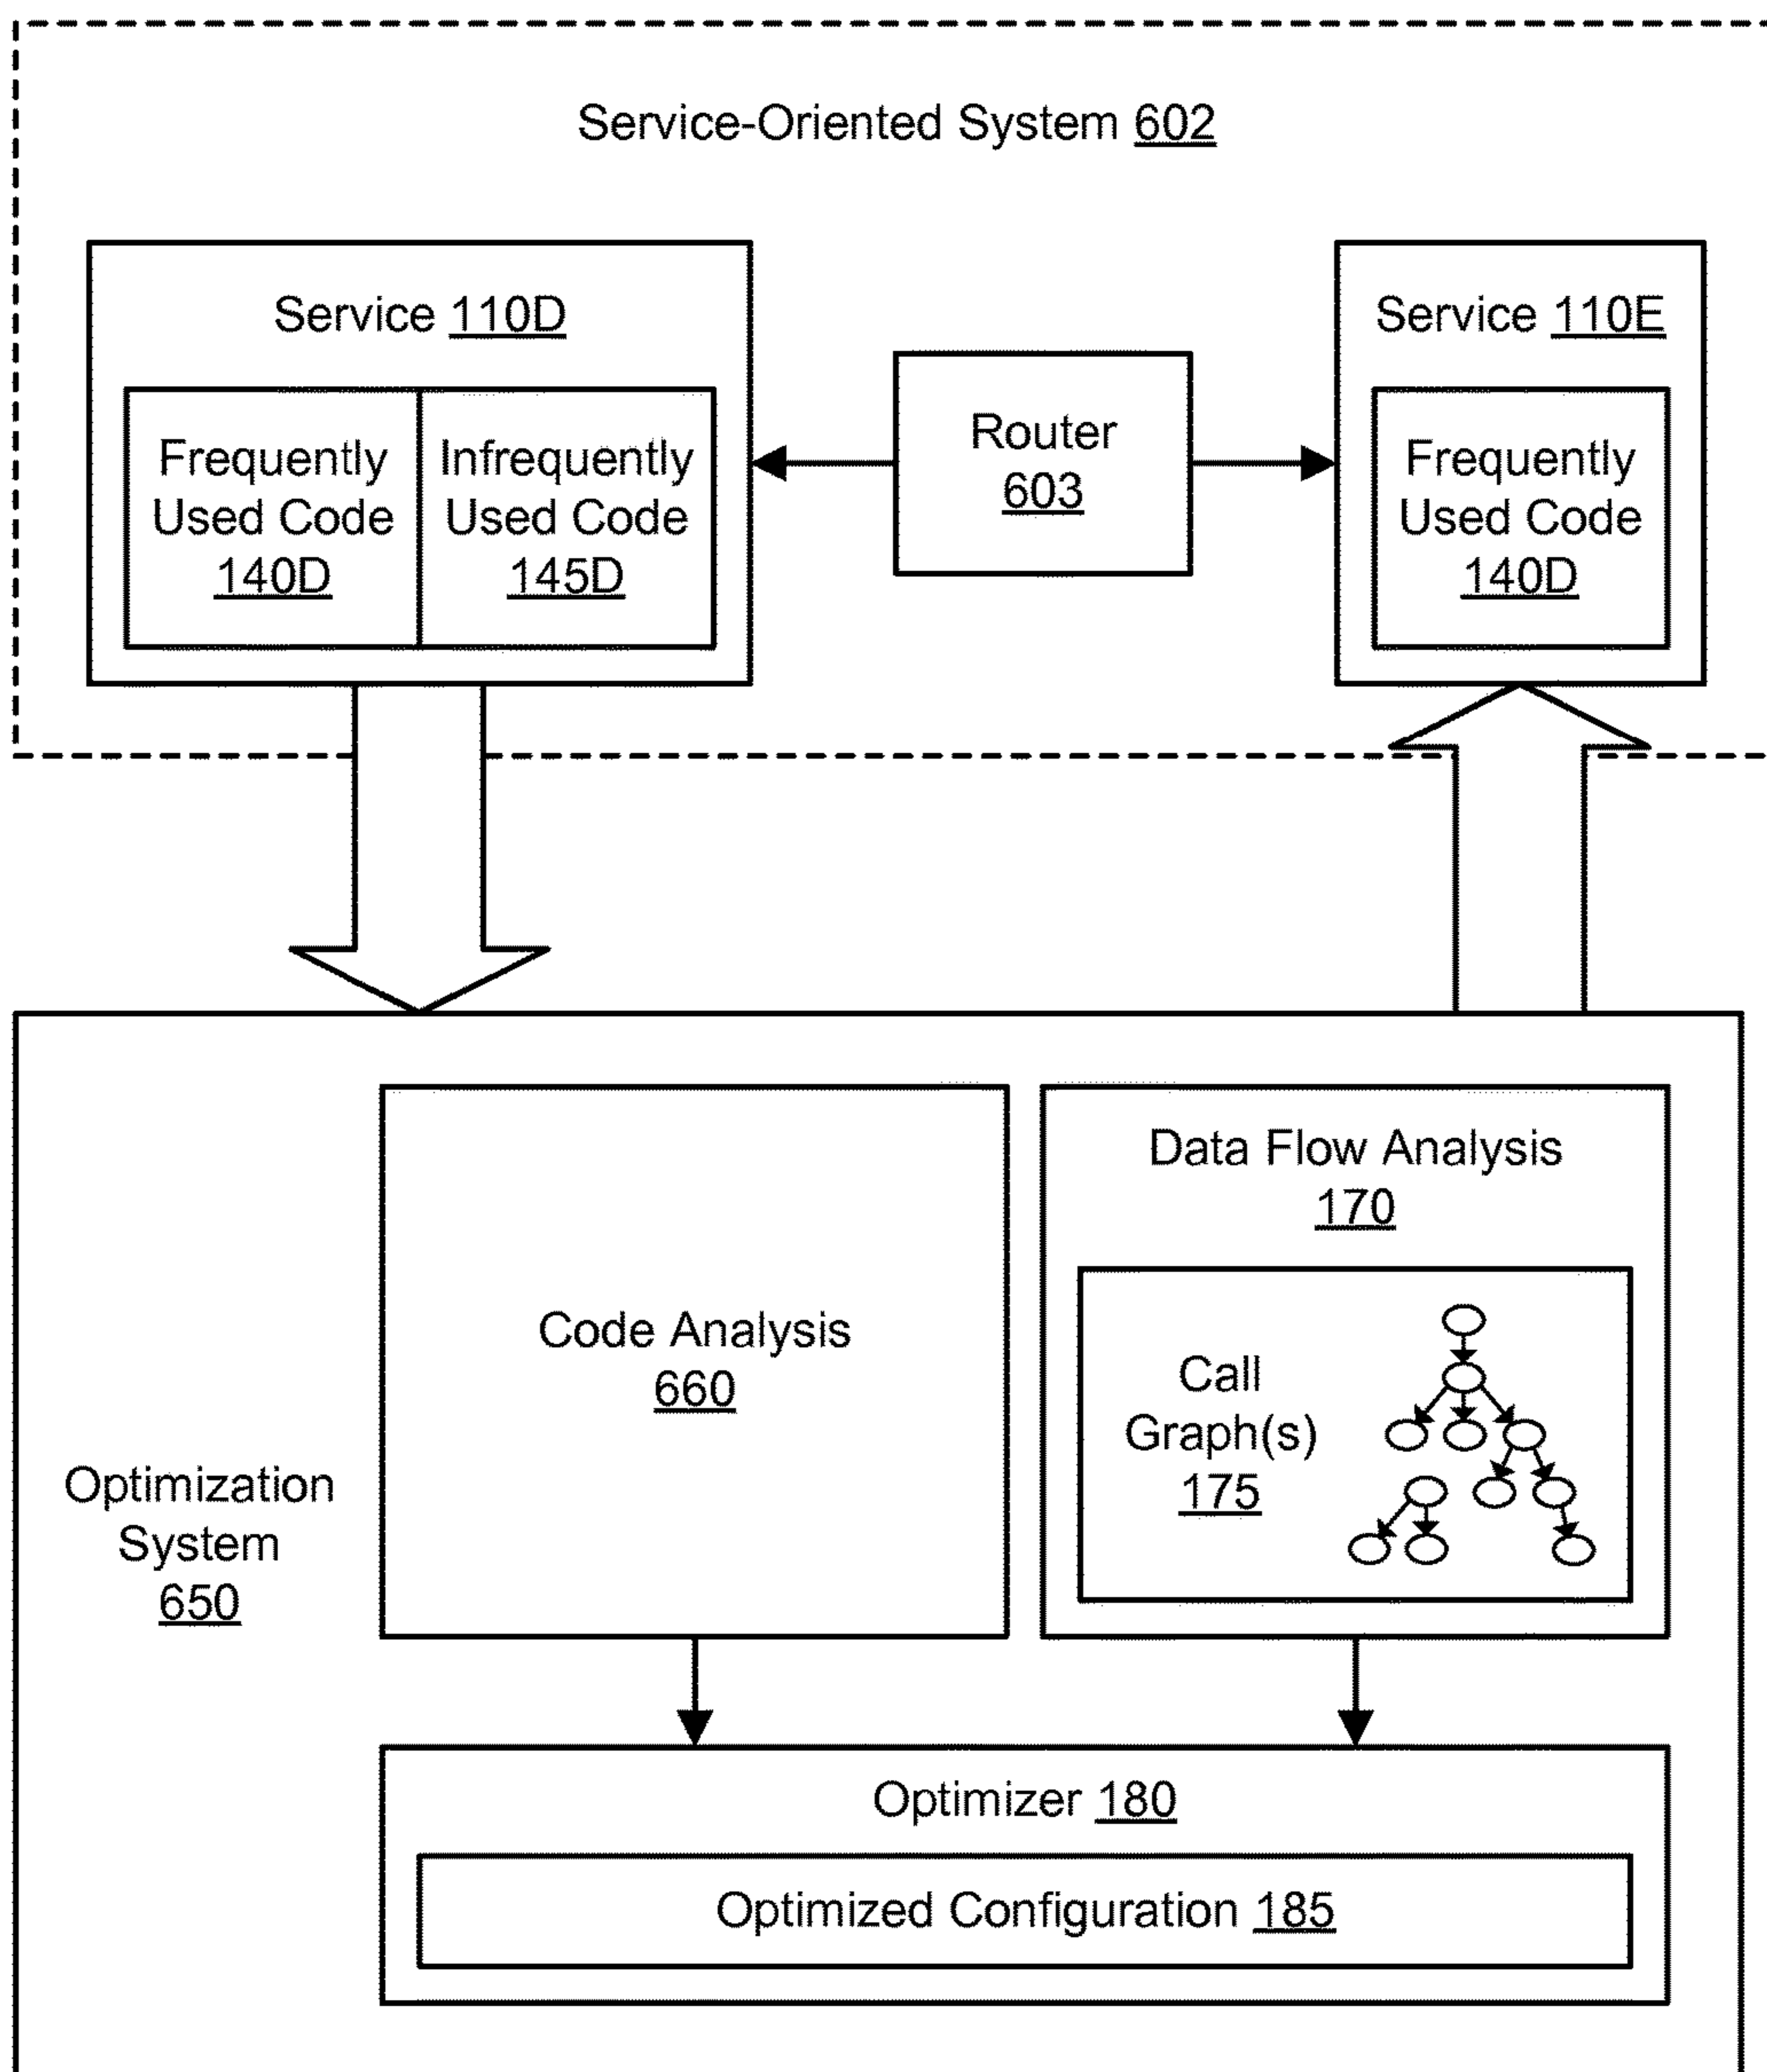 Service-Oriented System 602
Service 110D
Frequently
Used Code
140D
Infrequently
Used Code
145D
Router
603
Service 110E
Frequently
Used Code
140D
Optimization
System
650
Code Analysis
660
Data Flow Analysis
170
Call
Graph(s)
175
Optimizer 180
Optimized Configuration 185